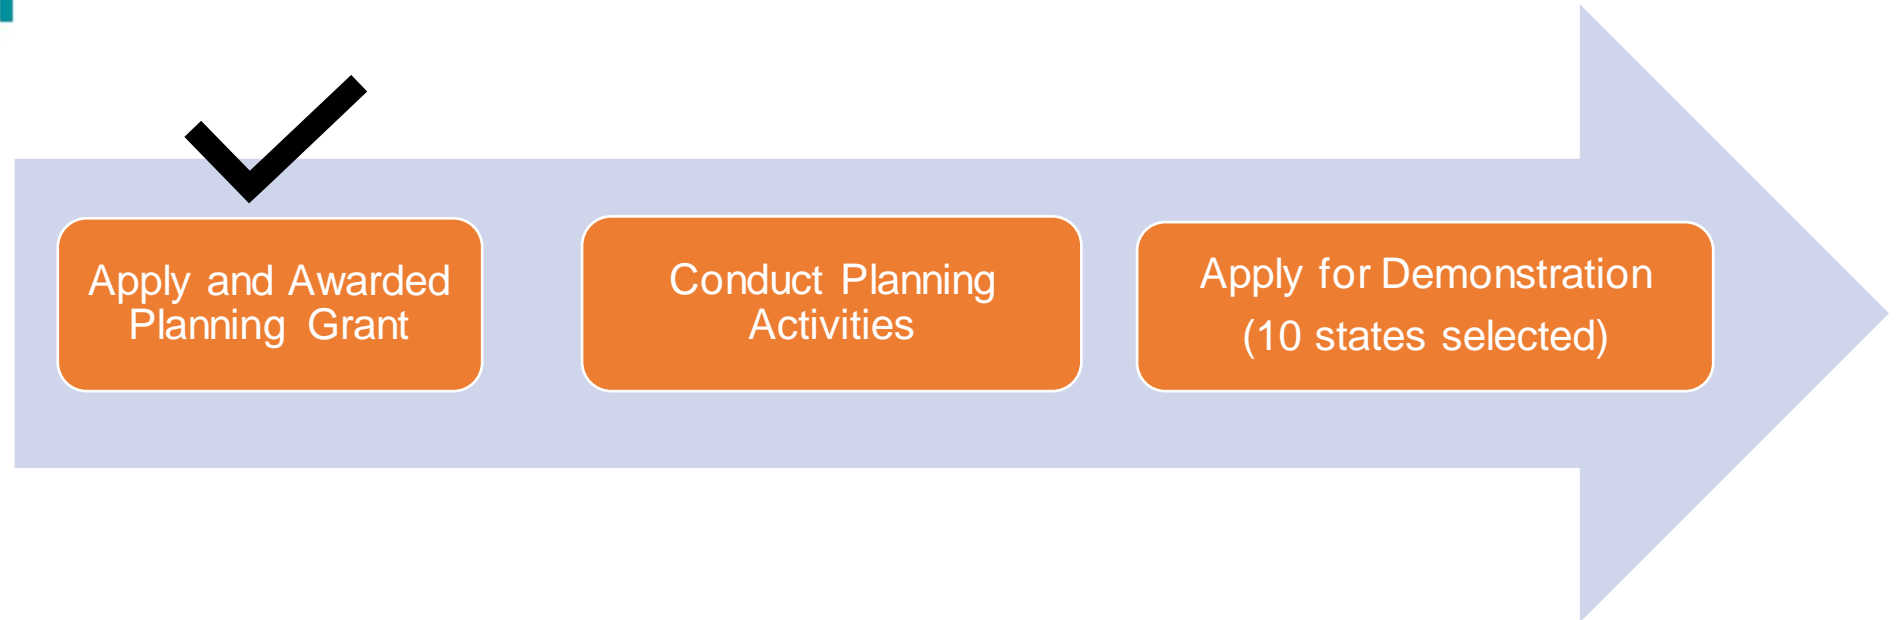 Apply and Awarded
Planning Grant
Conduct Planning
Activities
Apply for Demonstration
(10 states selected)